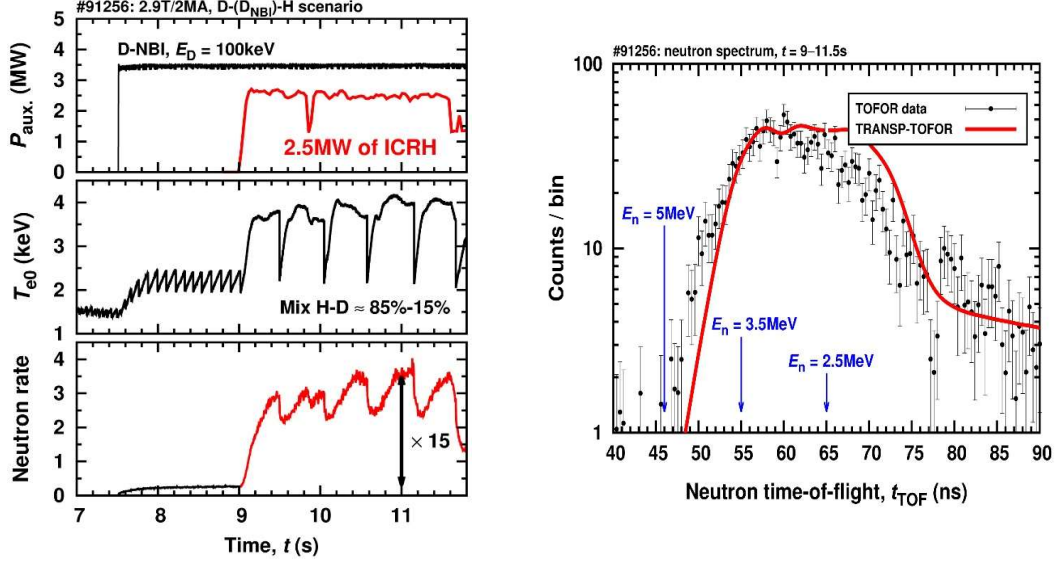 #91256: 2.9T/2MA, D-(D_NBI)-H scenario
5
4
3
2
1
0
P_aux. (MW)
D-NBI, E_D = 100keV
2.5MW of ICRH
4
3
2
1
T_e0 (keV)
Mix H-D ≈ 85%-15%
4
3
2
1
0
Neutron rate
× 15
7 8 9 10 11
Time, t (s)
#91256: neutron spectrum, t = 9–11.5s
100
10
1
Counts / bin
TOFOR data
TRANSP-TOFOR
E_n = 5MeV
E_n = 3.5MeV
E_n = 2.5MeV
40 45 50 55 60 65 70 75 80 85 90
Neutron time-of-flight, t_TOF (ns)